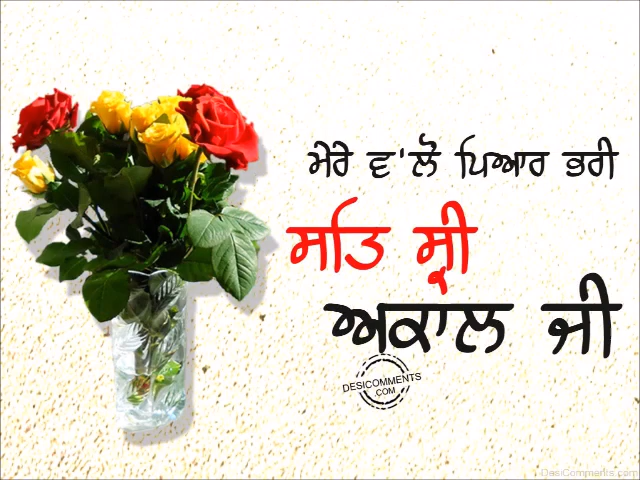 ਮੇਰੇ ਵ'ਲੋਂ ਪਿਆਰ ਭਰੀ
ਸਤਿ ਸ੍ਰੀ
ਅਕਾਲ ਜੀ
DESICOMMENTS
.COM
DesiComments.com